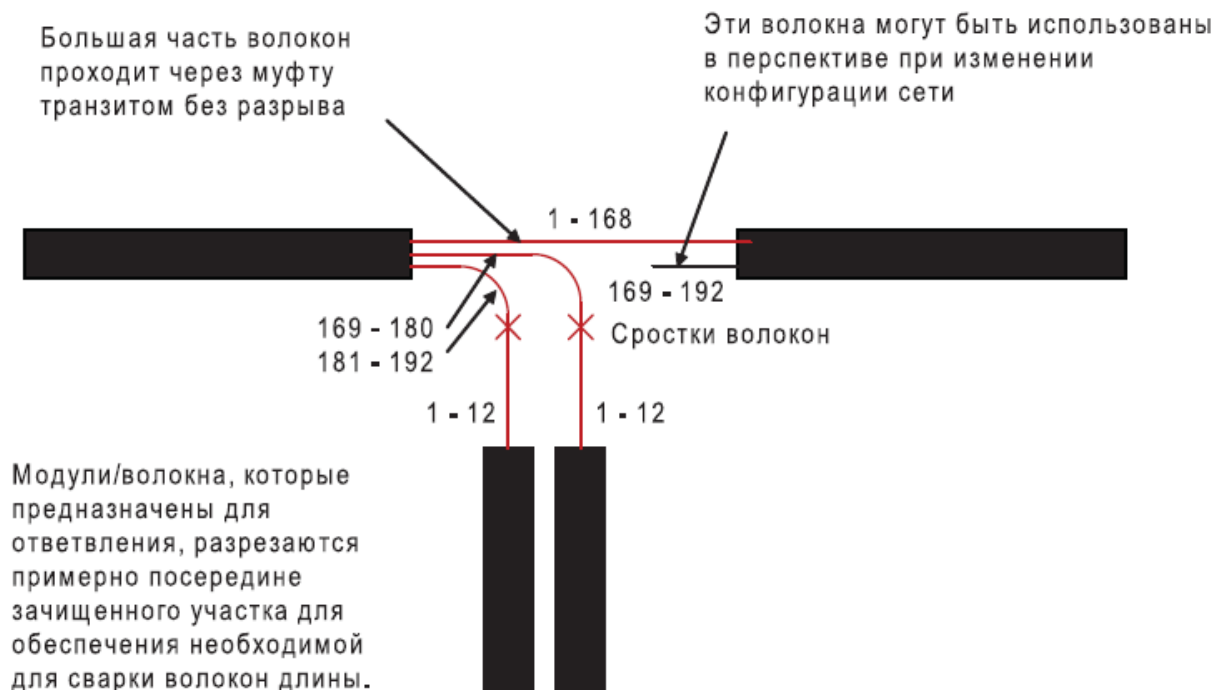 Большая часть волокон
проходит через муфту
транзитом без разрыва
Эти волокна могут быть использованы
в перспективе при изменении
конфигурации сети
1 - 168
169 - 192
169 - 180
181 - 192
Сростки волокон
1 - 12
1 - 12
Модули/волокна, которые
предназначены для
ответвления, разрезаются
примерно посередине
зачищенного участка для
обеспечения необходимой
для сварки волокон длины.